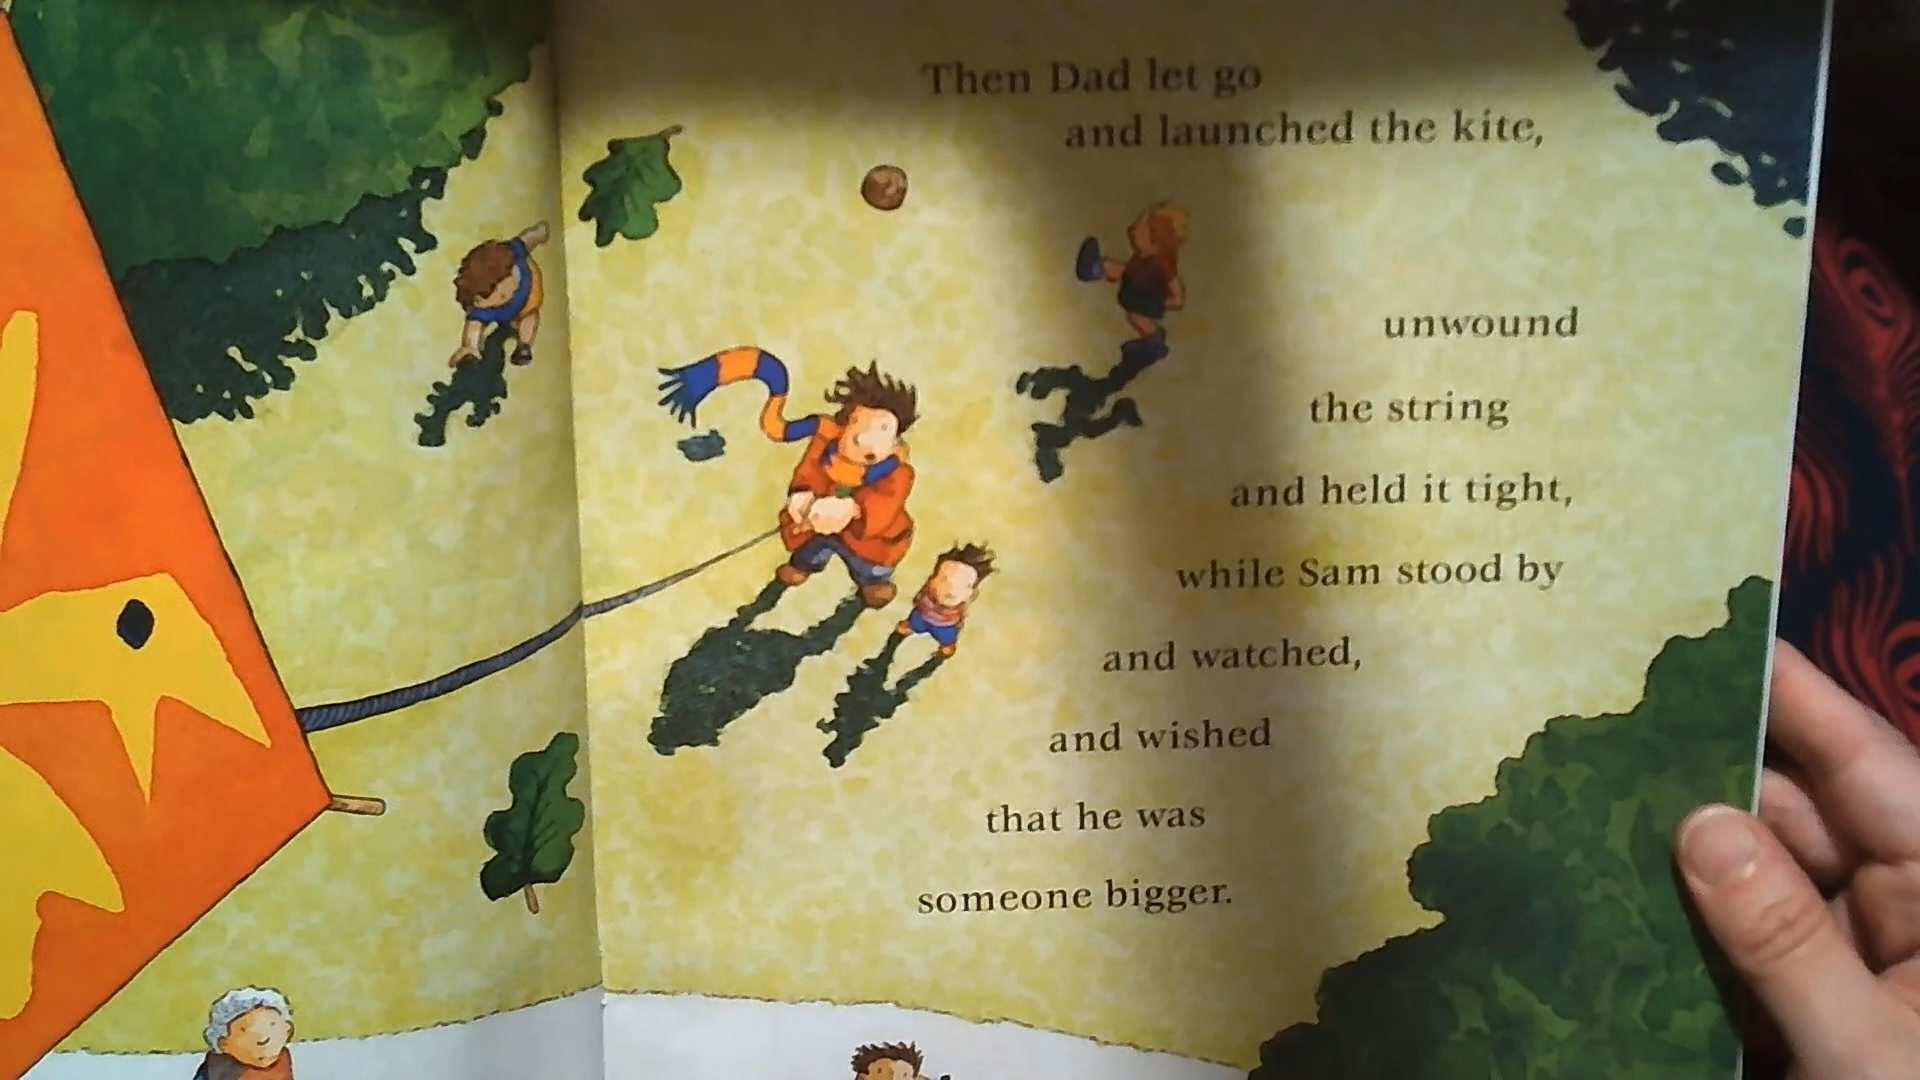 Then Dad let go
and launched the kite,
unwound
the string
and held it tight,
while Sam stood by
and watched,
and wished
that he was
someone bigger.